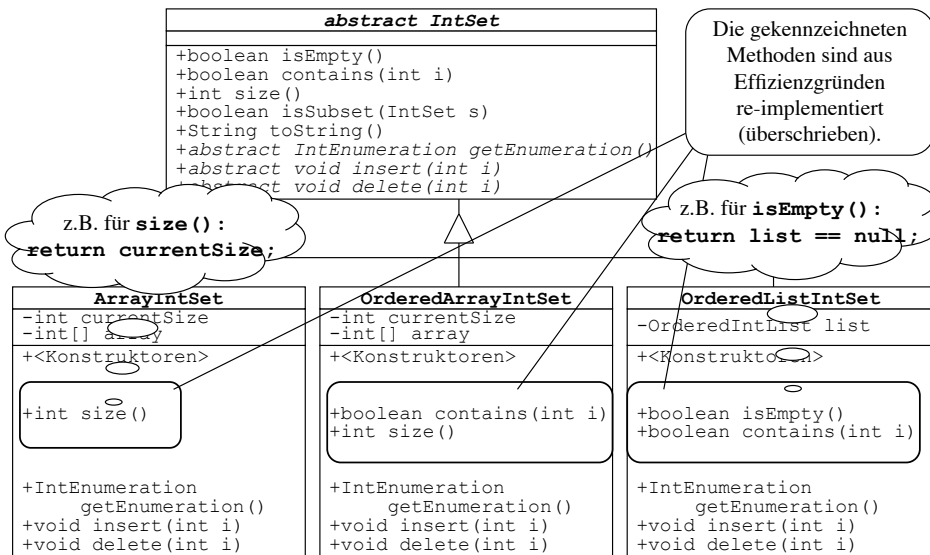 abstract IntSet
+boolean isEmpty()
+boolean contains(int i)
+int size()
+boolean isSubset(IntSet s)
+String toString()
+abstract IntEnumeration getEnumeration()
+abstract void insert(int i)
+abstract void delete(int i)
Die gekennzeichneten
Methoden sind aus
Effizienzgründen
re-implementiert
(überschrieben).
z.B. für size():
return currentSize;
z.B. für isEmpty():
return list == null;
ArrayIntSet
-int currentSize
-int[] array
+<Konstruktoren>
+int size()
+IntEnumeration
getEnumeration()
+void insert(int i)
+void delete(int i)
OrderedArrayIntSet
-int currentSize
-int[] array
+<Konstruktoren>
+boolean contains(int i)
+int size()
+IntEnumeration
getEnumeration()
+void insert(int i)
+void delete(int i)
OrderedListIntSet
-OrderedIntList list
+<Konstruktoren>
+boolean isEmpty()
+boolean contains(int i)
+IntEnumeration
getEnumeration()
+void insert(int i)
+void delete(int i)